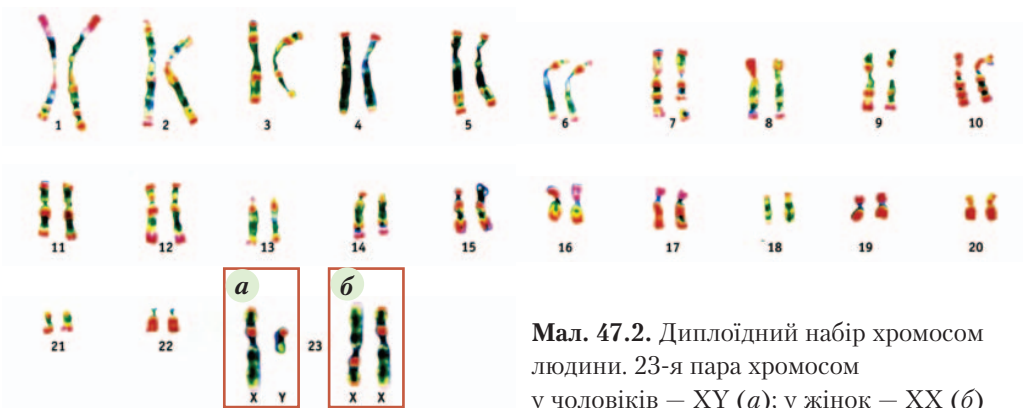 1 2 3 4 5 6 7 8 9 10
11 12 13 14 15 16 17 18 19 20
а б
21 22 23
X Y X X
Мал. 47.2. Диплоїдний набір хромосом
людини. 23-я пара хромосом
у чоловіків — XY (а); у жінок — XX (б)